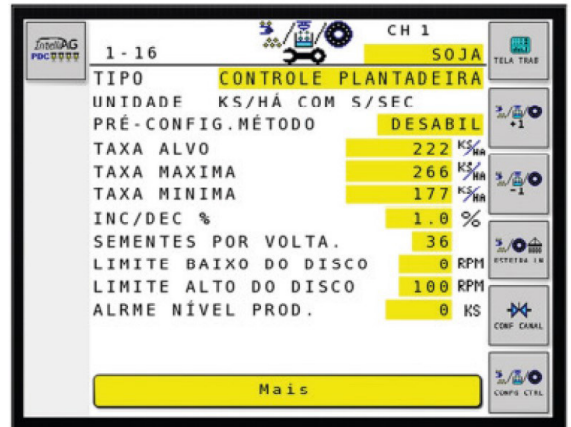 IntelliAG
PDC
CH 1
1-16 SOJA
TELA TRAB
TIPO CONTROLE PLANTADEIRA
UNIDADE KS/HÁ COM S/SEC
PRÉ-CONFIG.MÉTODO DESABIL
+1
TAXA ALVO 222 KS/HA
TAXA MAXIMA 266 KS/HA
TAXA MINIMA 177 KS/HA
-1
INC/DEC % 1.0 %
SEMENTES POR VOLTA. 36
LIMITE BAIXO DO DISCO 0 RPM
ESTEIRA LN
LIMITE ALTO DO DISCO 100 RPM
ALRME NÍVEL PROD. 0 KS
CONF CANAL
Mais
CONFG CTRL